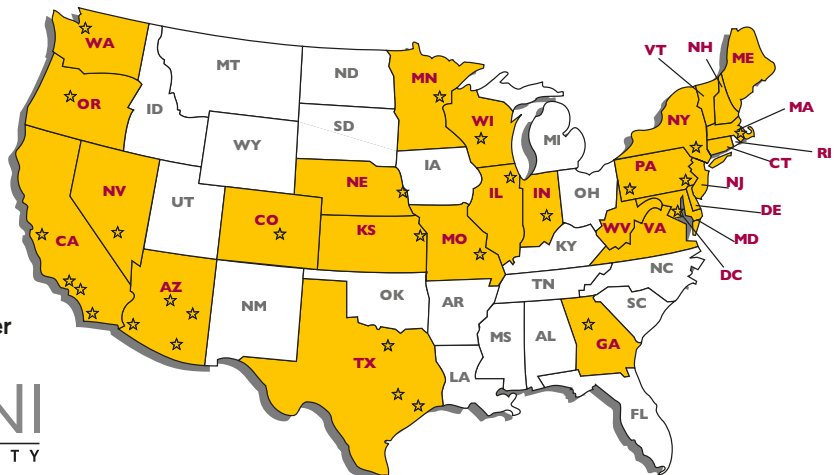 WA
MT
ND
MN
VT
NH
ME
OR
ID
SD
WI
NY
MA
WY
MI
RI
CT
IA
PA
NE
NV
UT
IL
IN
OH
NJ
CO
KS
MO
WV
VA
DE
CA
KY
MD
DC
AZ
NM
OK
AR
TN
NC
SC
er
TX
MS
AL
GA
LA
NI
FL
T Y